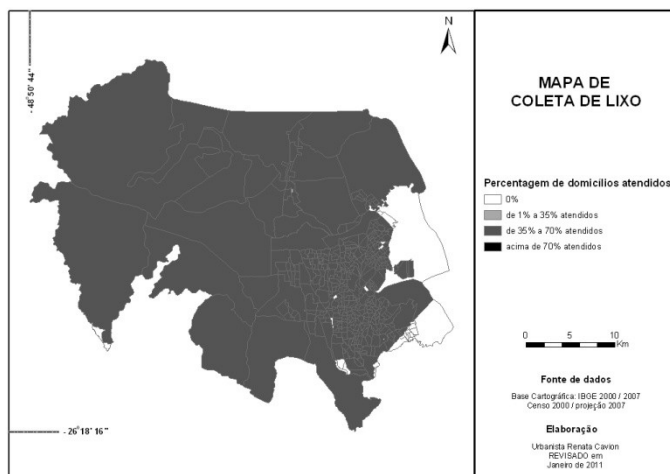 N
- 48°50' 44"
- 26°18' 16"
MAPA DE
COLETA DE LIXO
Percentagem de domicílios atendidos
0%
de 1% a 35% atendidos
de 35% a 70% atendidos
acima de 70% atendidos
0 5 10
Km
Fonte de dados
Base Cartográfica: IBGE 2000 / 2007
Censo 2000 / projeção 2007
Elaboração
Urbanista Renata Cavion
REVISADO em
Janeiro de 2011